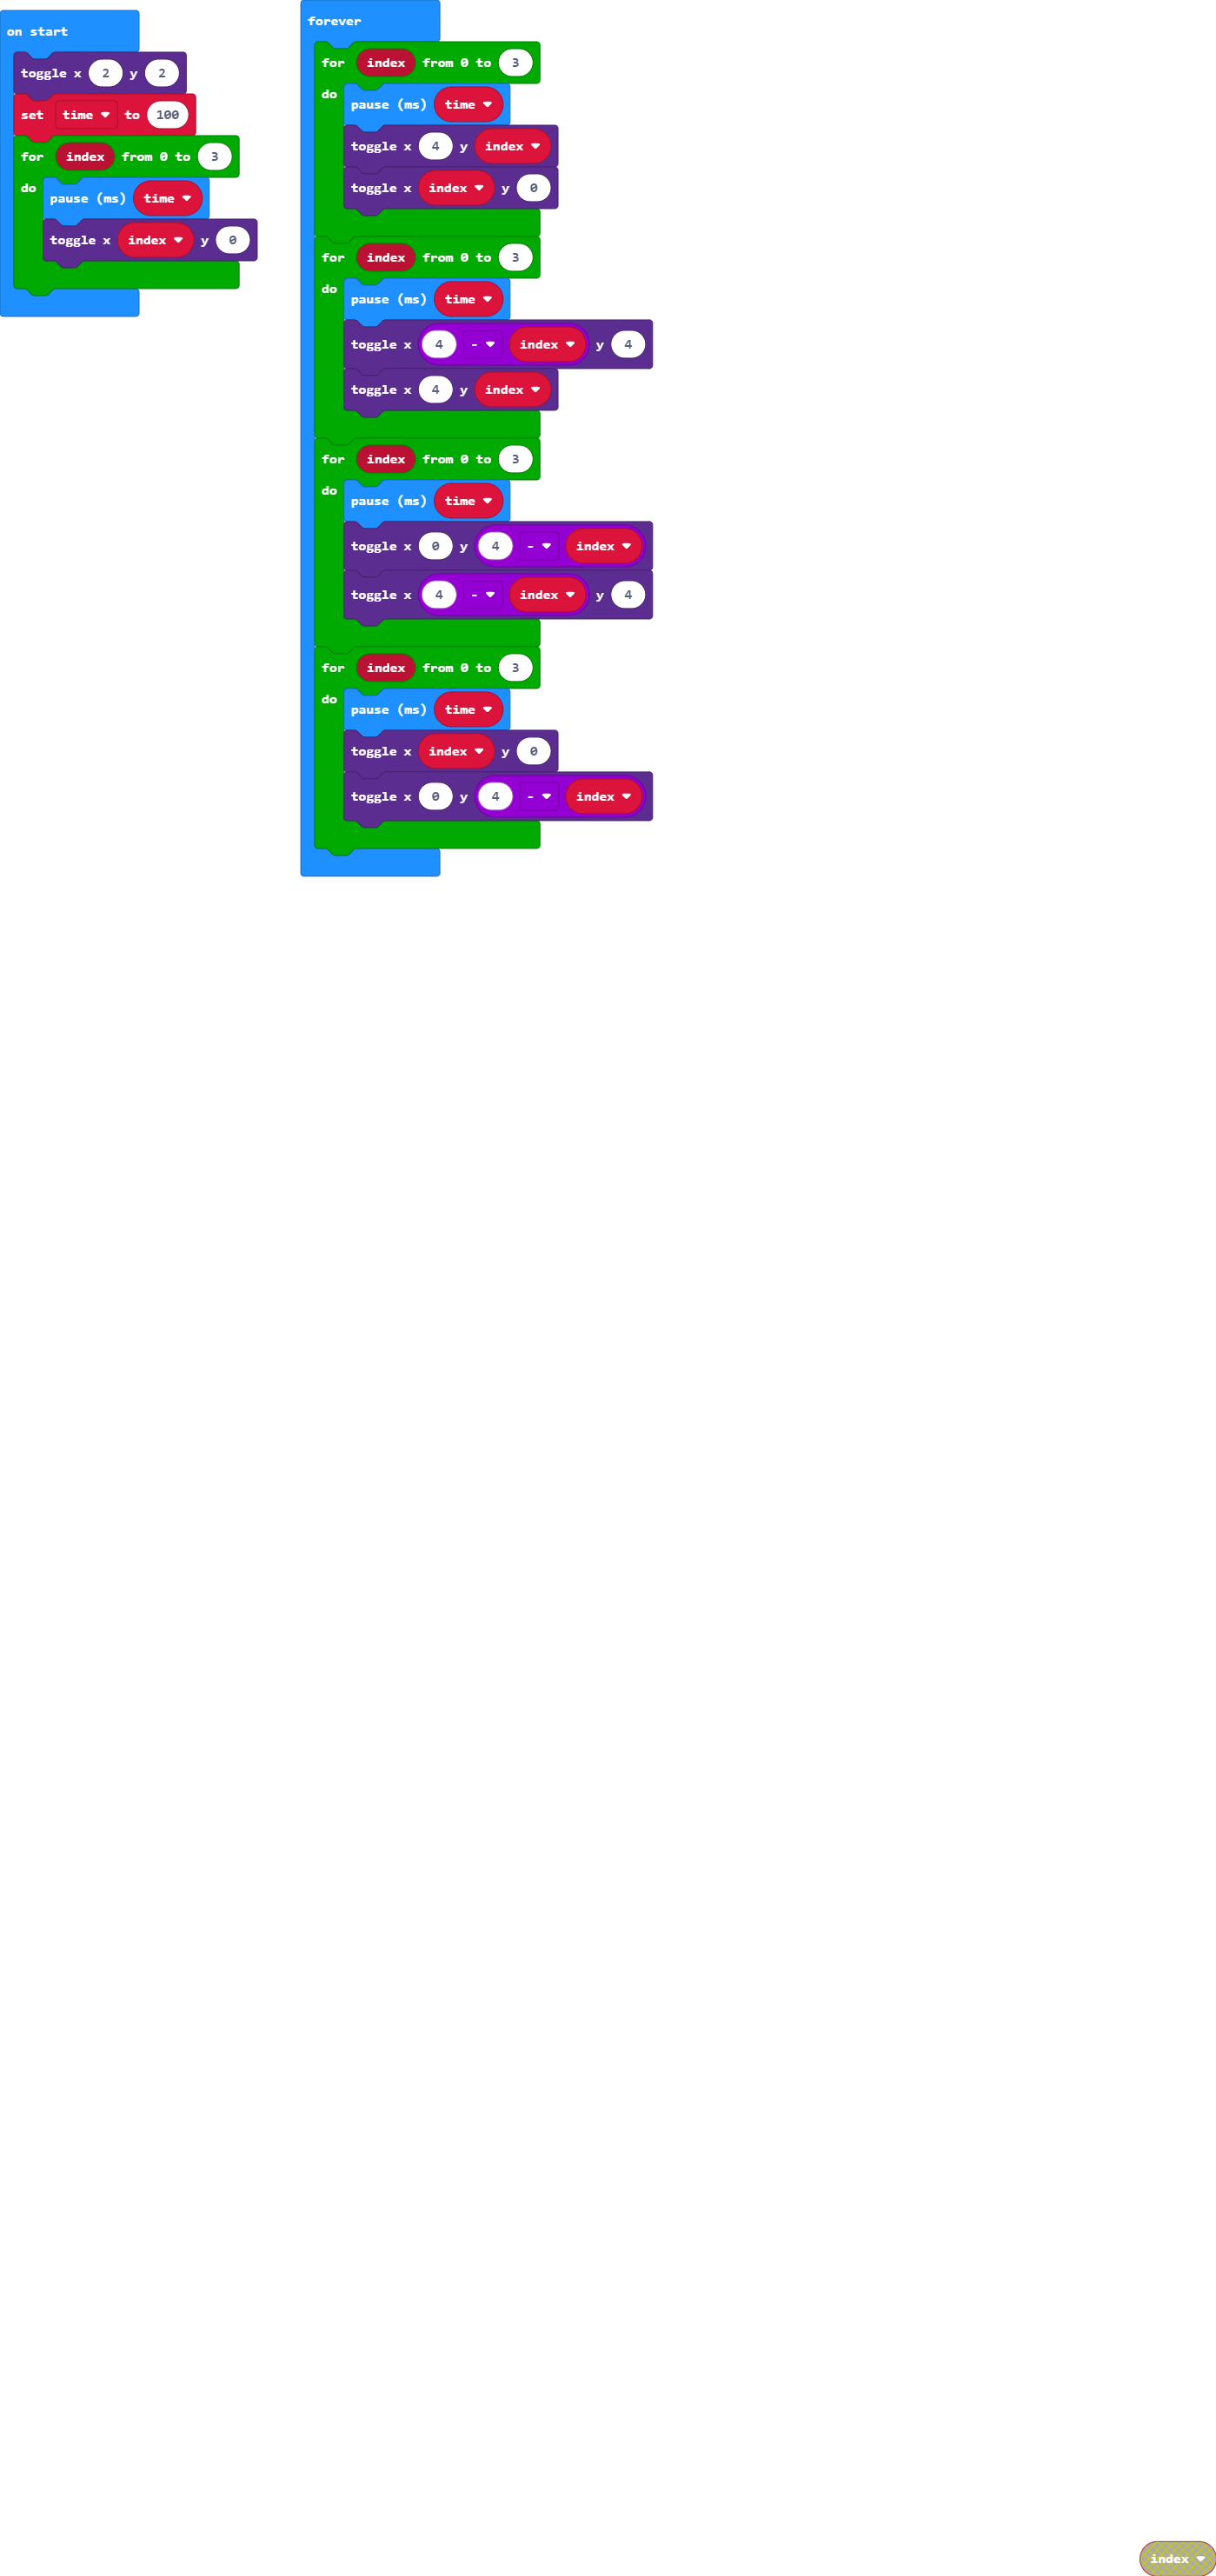 on start
toggle x 2 y 2
set time to 100
for index from 0 to 3
do
pause (ms) time
toggle x index y 0
forever
for index from 0 to 3
do
pause (ms) time
toggle x 4 y index
toggle x index y 0
for index from 0 to 3
do
pause (ms) time
toggle x 4 - index y 4
toggle x 4 y index
for index from 0 to 3
do
pause (ms) time
toggle x 0 y 4 - index
toggle x 4 - index y 4
for index from 0 to 3
do
pause (ms) time
toggle x index y 0
toggle x 0 y 4 - index
index